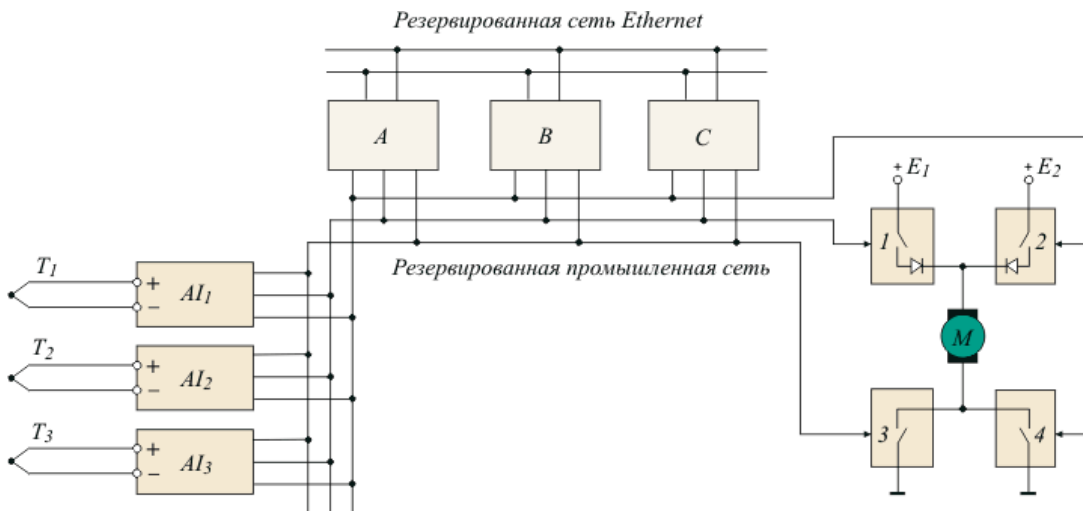 Резервированная сеть Ethernet
A
B
C
+ E1
+ E2
1
2
Резервированная промышленная сеть
T1
+
−
AI1
M
T2
+
−
AI2
T3
+
−
AI3
3
4